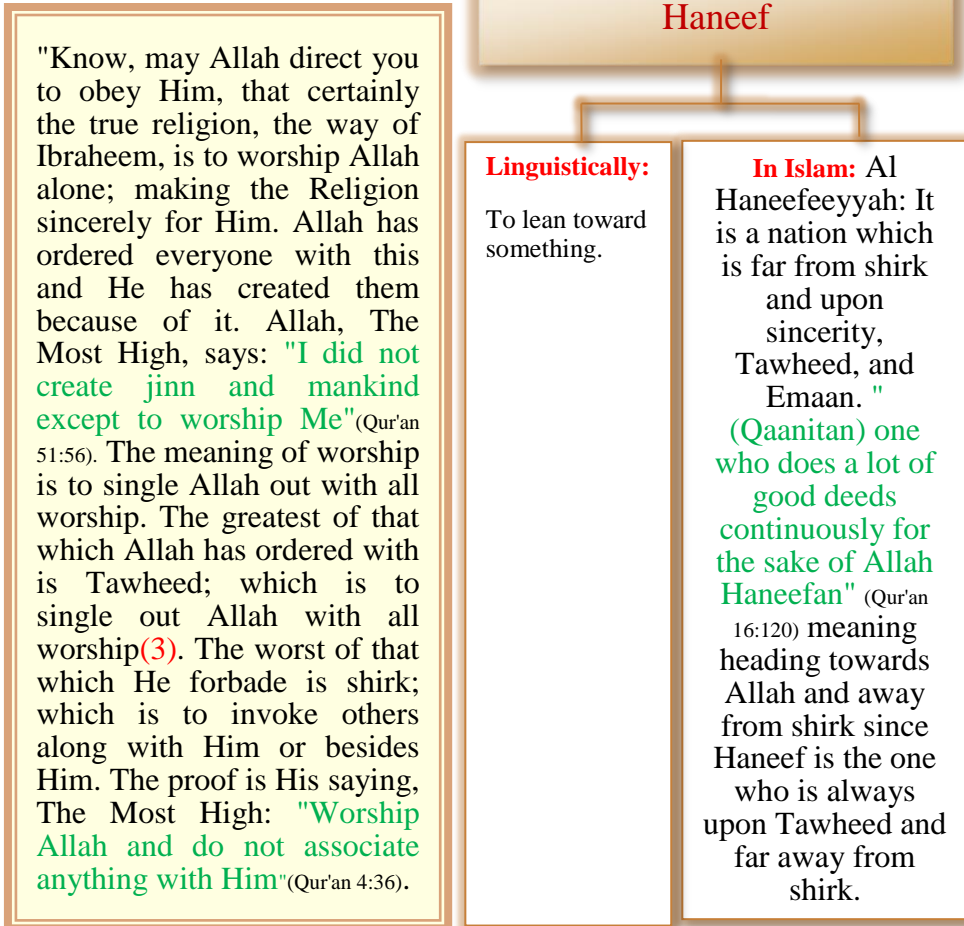 "Know, may Allah direct you
to obey Him, that certainly
the true religion, the way of
Ibraheem, is to worship Allah
alone; making the Religion
sincerely for Him. Allah has
ordered everyone with this
and He has created them
because of it. Allah, The
Most High, says: "I did not
create jinn and mankind
except to worship Me"(Qur'an
51:56). The meaning of worship
is to single Allah out with all
worship. The greatest of that
which Allah has ordered with
is Tawheed; which is to
single out Allah with all
worship(3). The worst of that
which He forbade is shirk;
which is to invoke others
along with Him or besides
Him. The proof is His saying,
The Most High: "Worship
Allah and do not associate
anything with Him"(Qur'an 4:36).
Haneef
Linguistically:
To lean toward
something.
In Islam: Al
Haneefeeyyah: It
is a nation which
is far from shirk
and upon
sincerity,
Tawheed, and
Emaan. "
(Qaanitan) one
who does a lot of
good deeds
continuously for
the sake of Allah
Haneefan" (Qur'an
16:120) meaning
heading towards
Allah and away
from shirk since
Haneef is the one
who is always
upon Tawheed and
far away from
shirk.